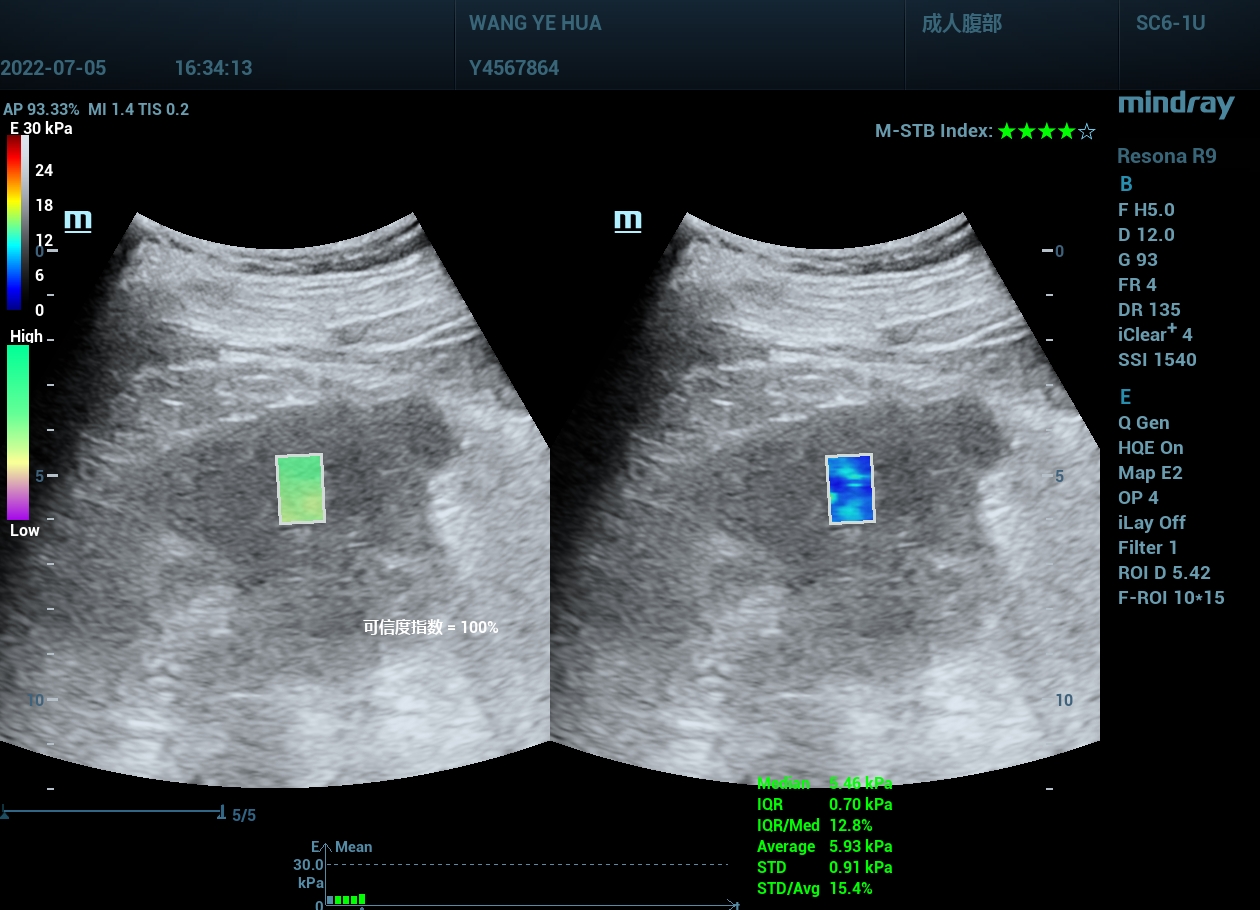 WANG YE HUA
成人腹部
SC6-1U
2022-07-05 16:34:13
Y4567864
mindray
AP 93.33% MI 1.4 TIS 0.2
E 30 kPa
M-STB Index:
24
18
12
6
0
High
Low
m
m
0
5
10
0
5
10
Resona R9
B
F H5.0
D 12.0
G 93
FR 4
DR 135
iClear+ 4
SSI 1540
E
Q Gen
HQE On
Map E2
OP 4
iLay Off
Filter 1
ROI D 5.42
F-ROI 10*15
可信度指数 = 100%
Median 5.46 kPa
IQR 0.70 kPa
IQR/Med 12.8%
Average 5.93 kPa
STD 0.91 kPa
STD/Avg 15.4%
5/5
E Mean
30.0
kPa
0
t